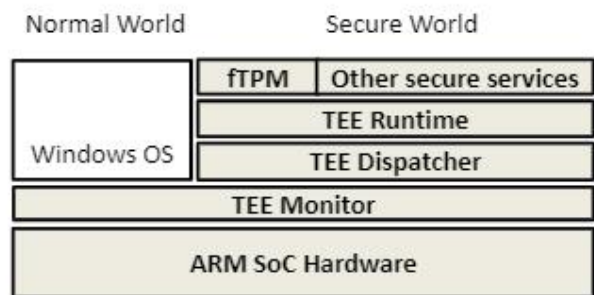 Normal World Secure World
fTPM Other secure services
TEE Runtime
Windows OS TEE Dispatcher
TEE Monitor
ARM SoC Hardware